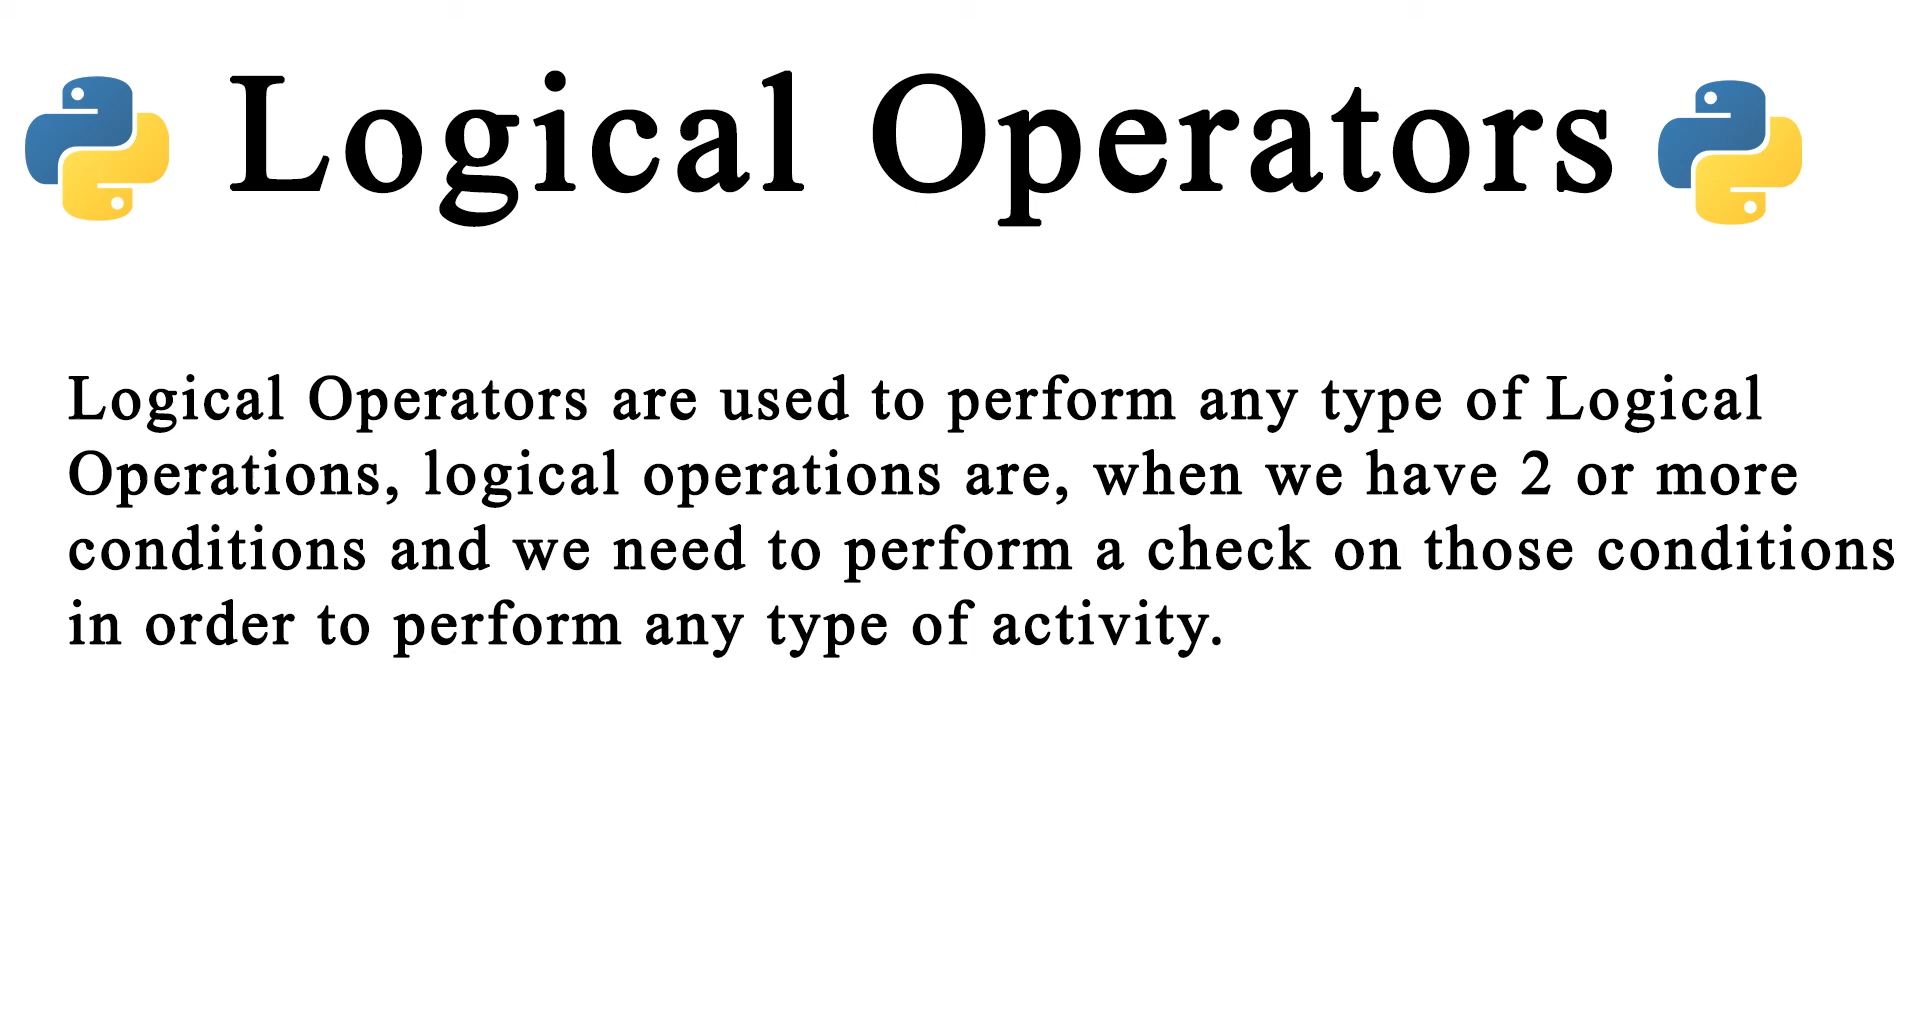 Logical Operators
Logical Operators are used to perform any type of Logical
Operations, logical operations are, when we have 2 or more
conditions and we need to perform a check on those conditions
in order to perform any type of activity.